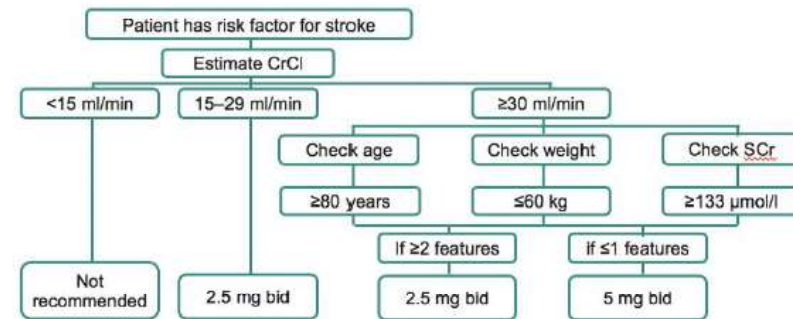 Patient has risk factor for stroke
Estimate CrCl
<15 ml/min
15–29 ml/min
≥30 ml/min
Check age
Check weight
Check SCr
≥80 years
≤60 kg
≥133 µmol/l
If ≥2 features
if ≤1 features
Not
recommended
2.5 mg bid
2.5 mg bid
5 mg bid